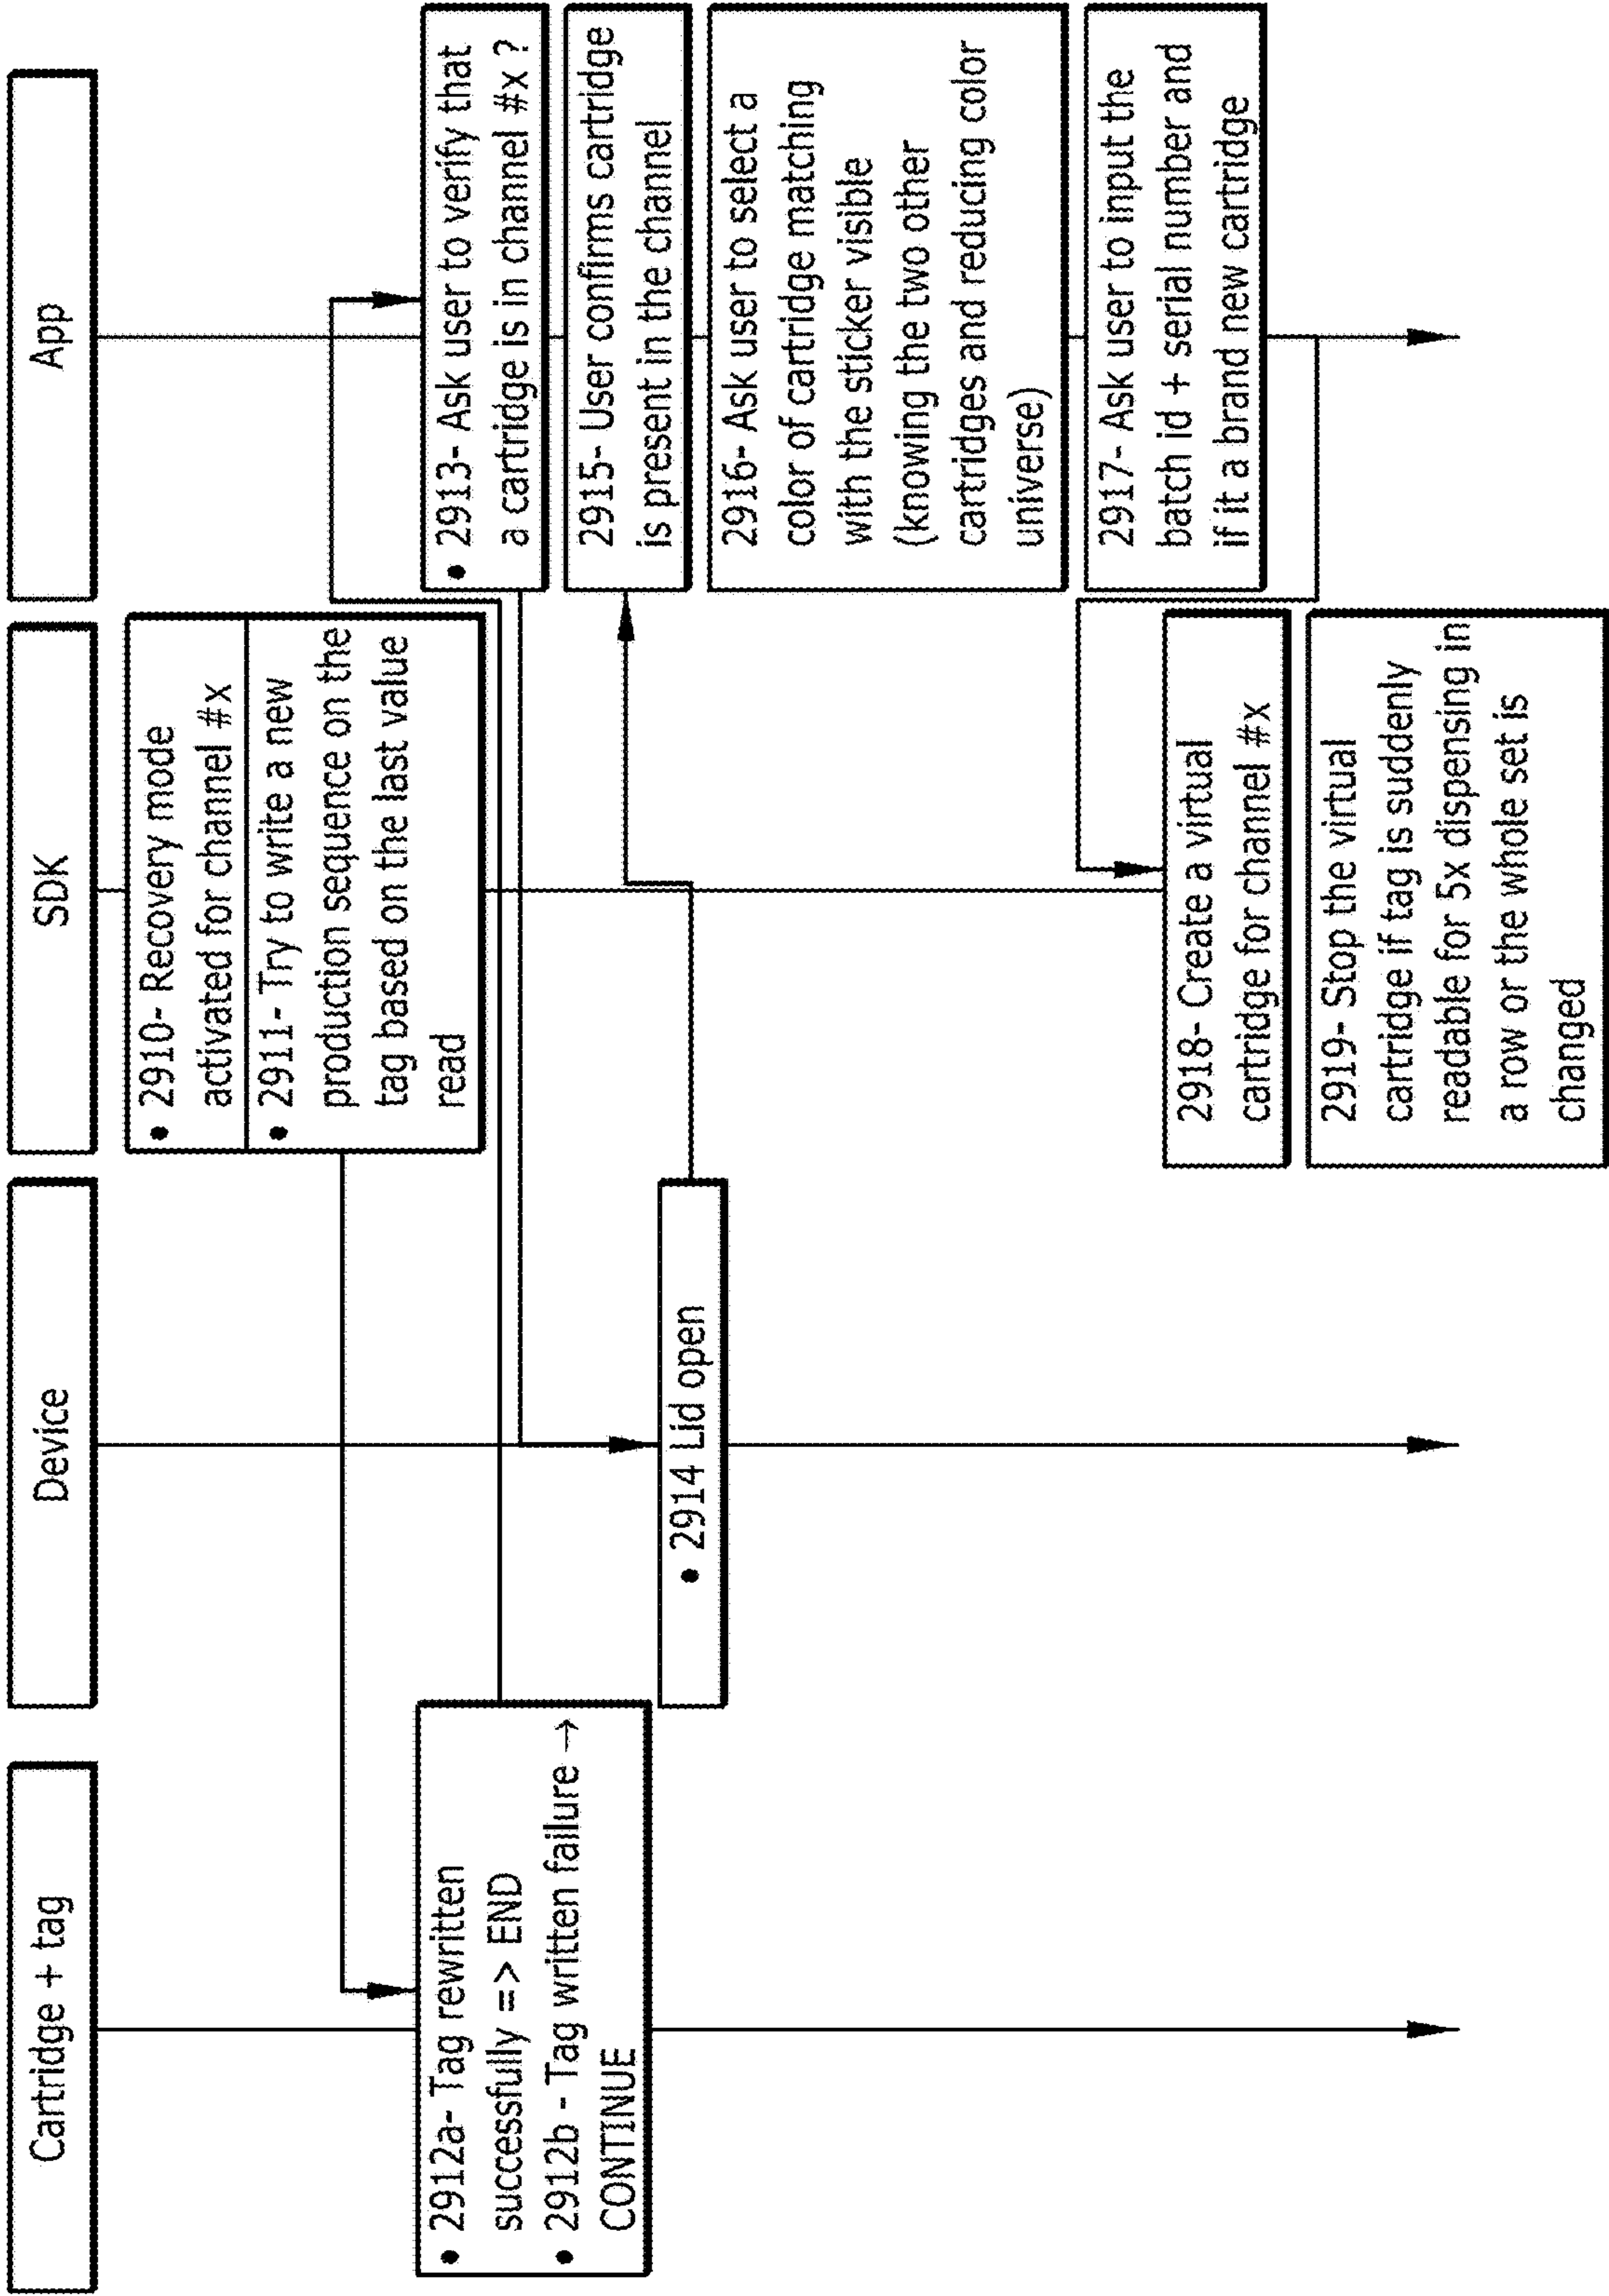 Cartridge + tag
Device
SDK
App
• 2910- Recovery mode
activated for channel #x
• 2911- Try to write a new
production sequence on the
tag based on the last value
read
• 2912a- Tag rewritten
successfully => END
• 2912b - Tag written failure →
CONTINUE
• 2913- Ask user to verify that
a cartridge is in channel #x ?
• 2914 Lid open
2915- User confirms cartridge
is present in the channel
2916- Ask user to select a
color of cartridge matching
with the sticker visible
(knowing the two other
cartridges and reducing color
universe)
2917- Ask user to input the
batch id + serial number and
if it a brand new cartridge
2918- Create a virtual
cartridge for channel #x
2919- Stop the virtual
cartridge if tag is suddenly
readable for 5x dispensing in
a row or the whole set is
changed